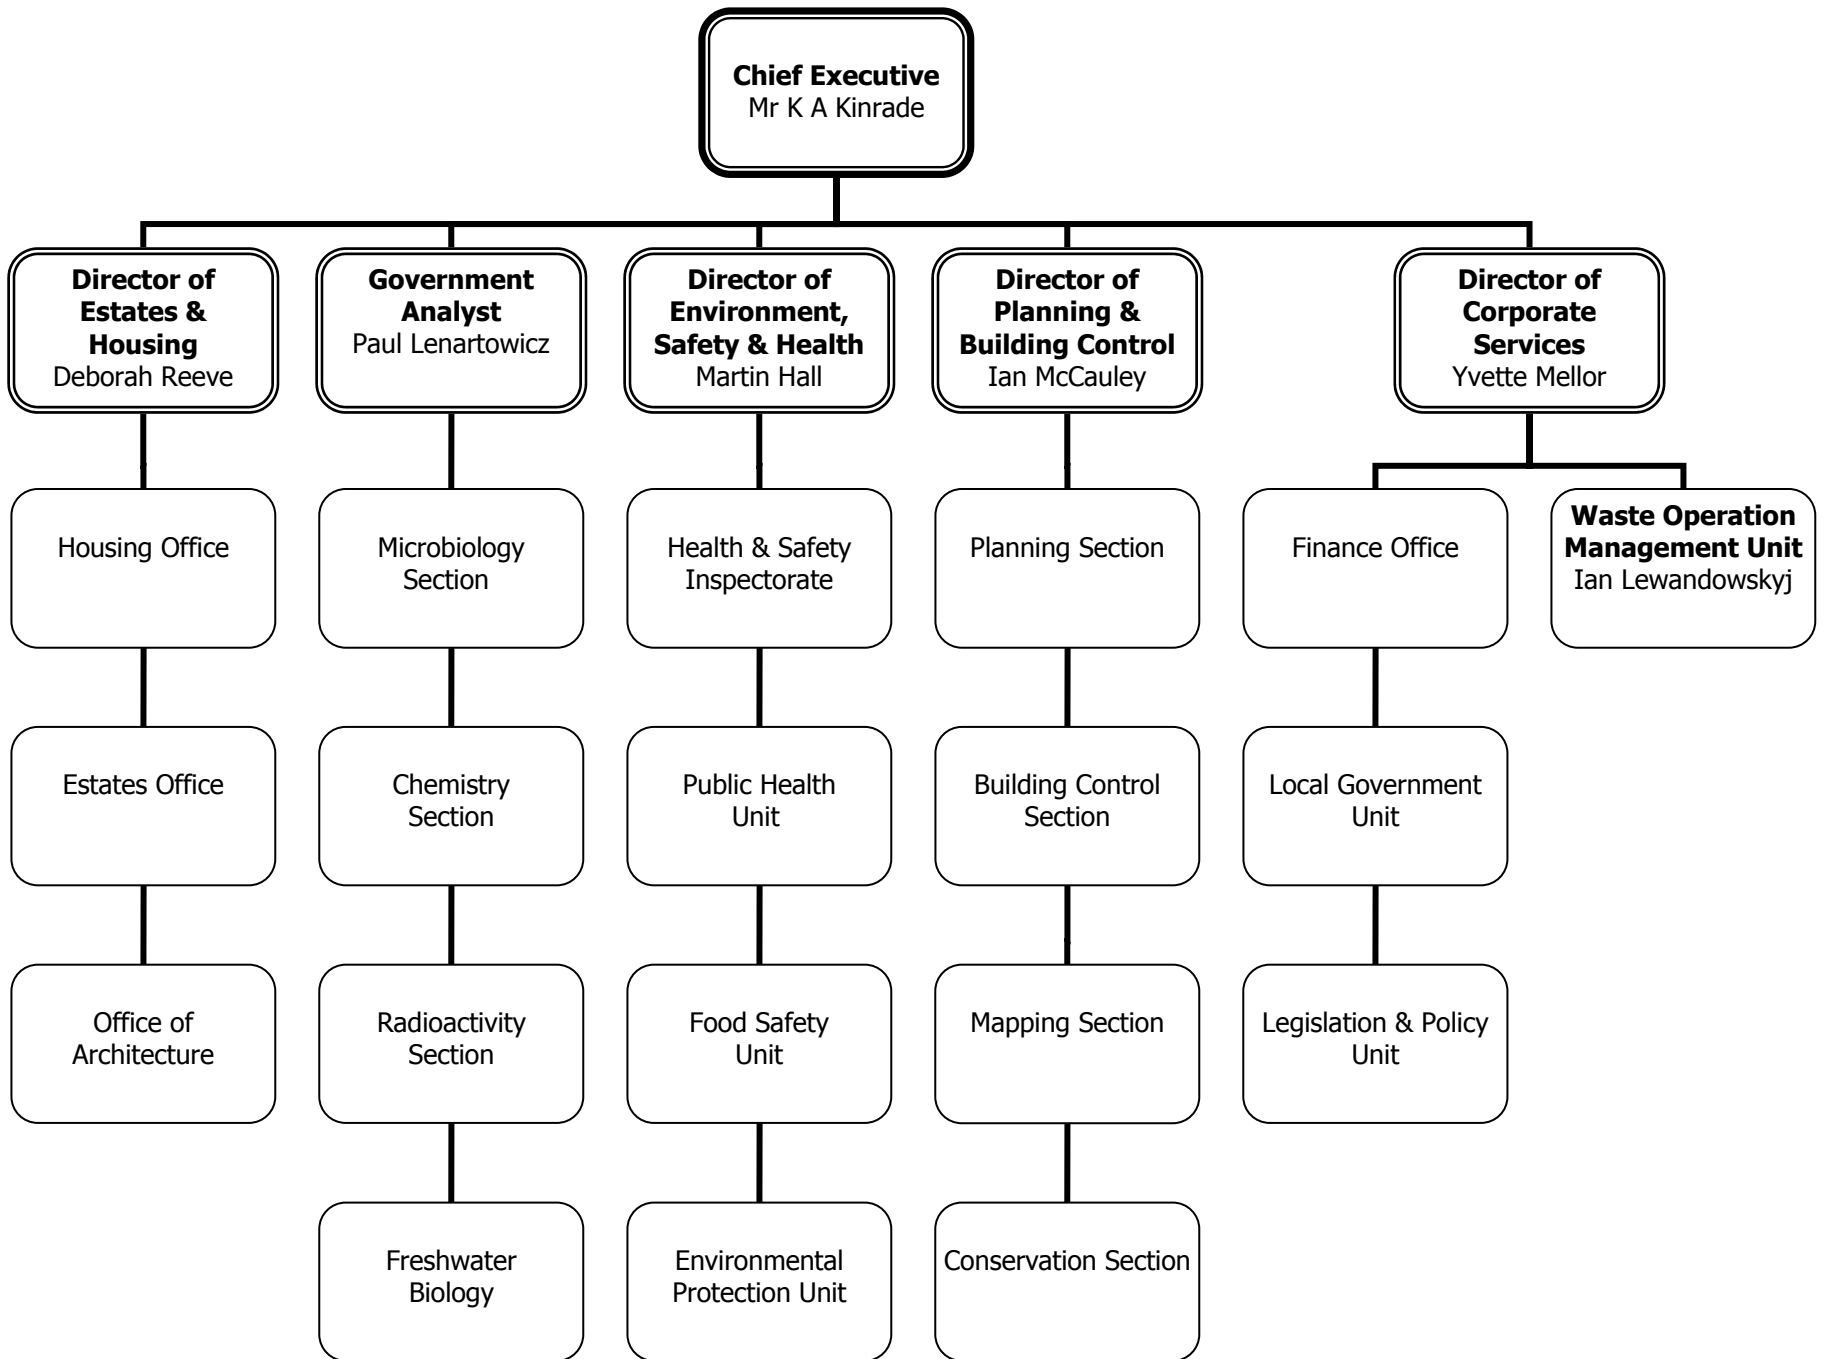 Chief Executive
Mr K A Kinrade
Director of
Estates &
Housing
Deborah Reeve
Government
Analyst
Paul Lenartowicz
Director of
Environment,
Safety & Health
Martin Hall
Director of
Planning &
Building Control
Ian McCauley
Director of
Corporate
Services
Yvette Mellor
Housing Office
Microbiology
Section
Health & Safety
Inspectorate
Planning Section
Finance Office
Waste Operation
Management Unit
Ian Lewandowskyj
Estates Office
Chemistry
Section
Public Health
Unit
Building Control
Section
Local Government
Unit
Office of
Architecture
Radioactivity
Section
Food Safety
Unit
Mapping Section
Legislation & Policy
Unit
Freshwater
Biology
Environmental
Protection Unit
Conservation Section